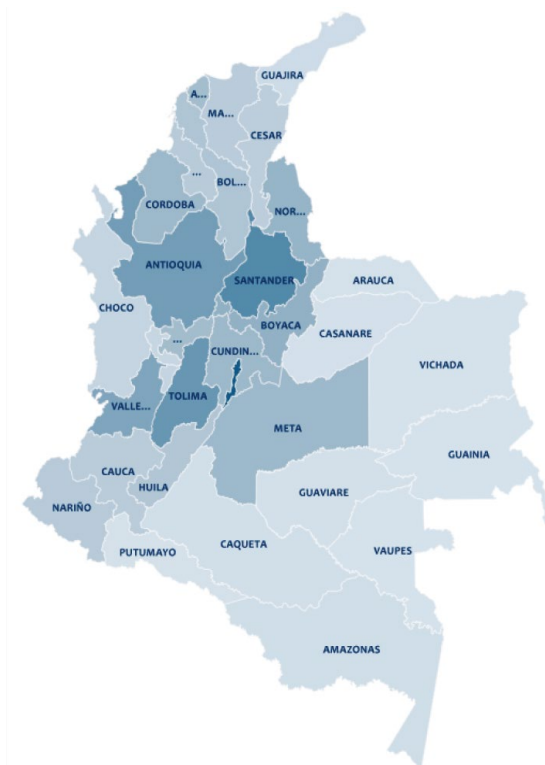 GUAJIRA
A...
MA...
CESAR
...
BOL...
CORDOBA
NOR...
ANTIOQUIA
SANTANDER
ARAUCA
CHOCO
BOYACA
CASANARE
...
CUNDIN...
VICHADA
VALLE...
TOLIMA
META
GUAINIA
CAUCA
HUILA
GUAVIARE
NARIÑO
CAQUETA
PUTUMAYO
VAUPES
AMAZONAS